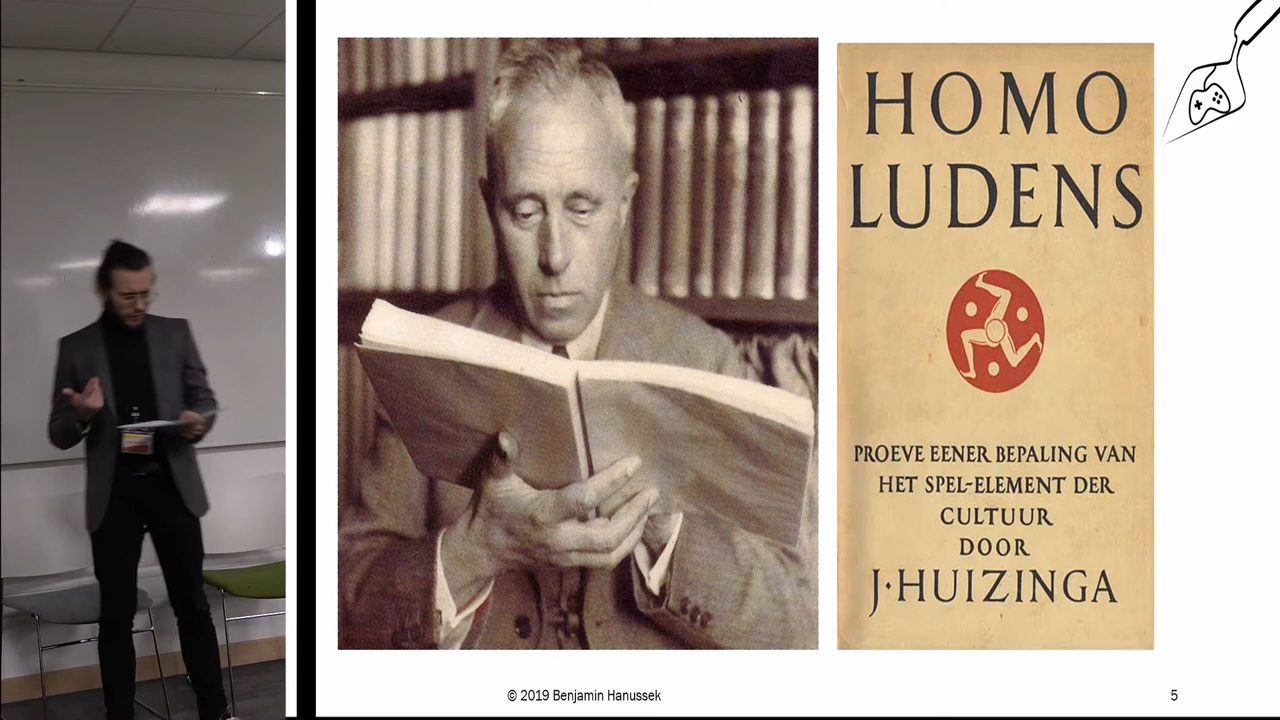 HOMO
LUDENS
PROEVE EENER BEPALING VAN
HET SPEL-ELEMENT DER
CULTUUR
DOOR
J·HUIZINGA
© 2019 Benjamin Hanussek
5